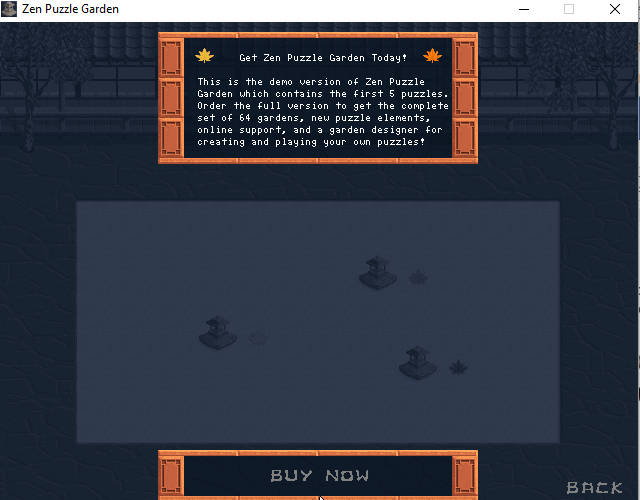 Zen Puzzle Garden
Get Zen Puzzle Garden Today!
This is the demo version of Zen Puzzle
Garden which contains the first 5 puzzles.
Order the full version to get the complete
set of 64 gardens, new puzzle elements,
online support, and a garden designer for
creating and playing your own puzzles!
BUY NOW
BACK